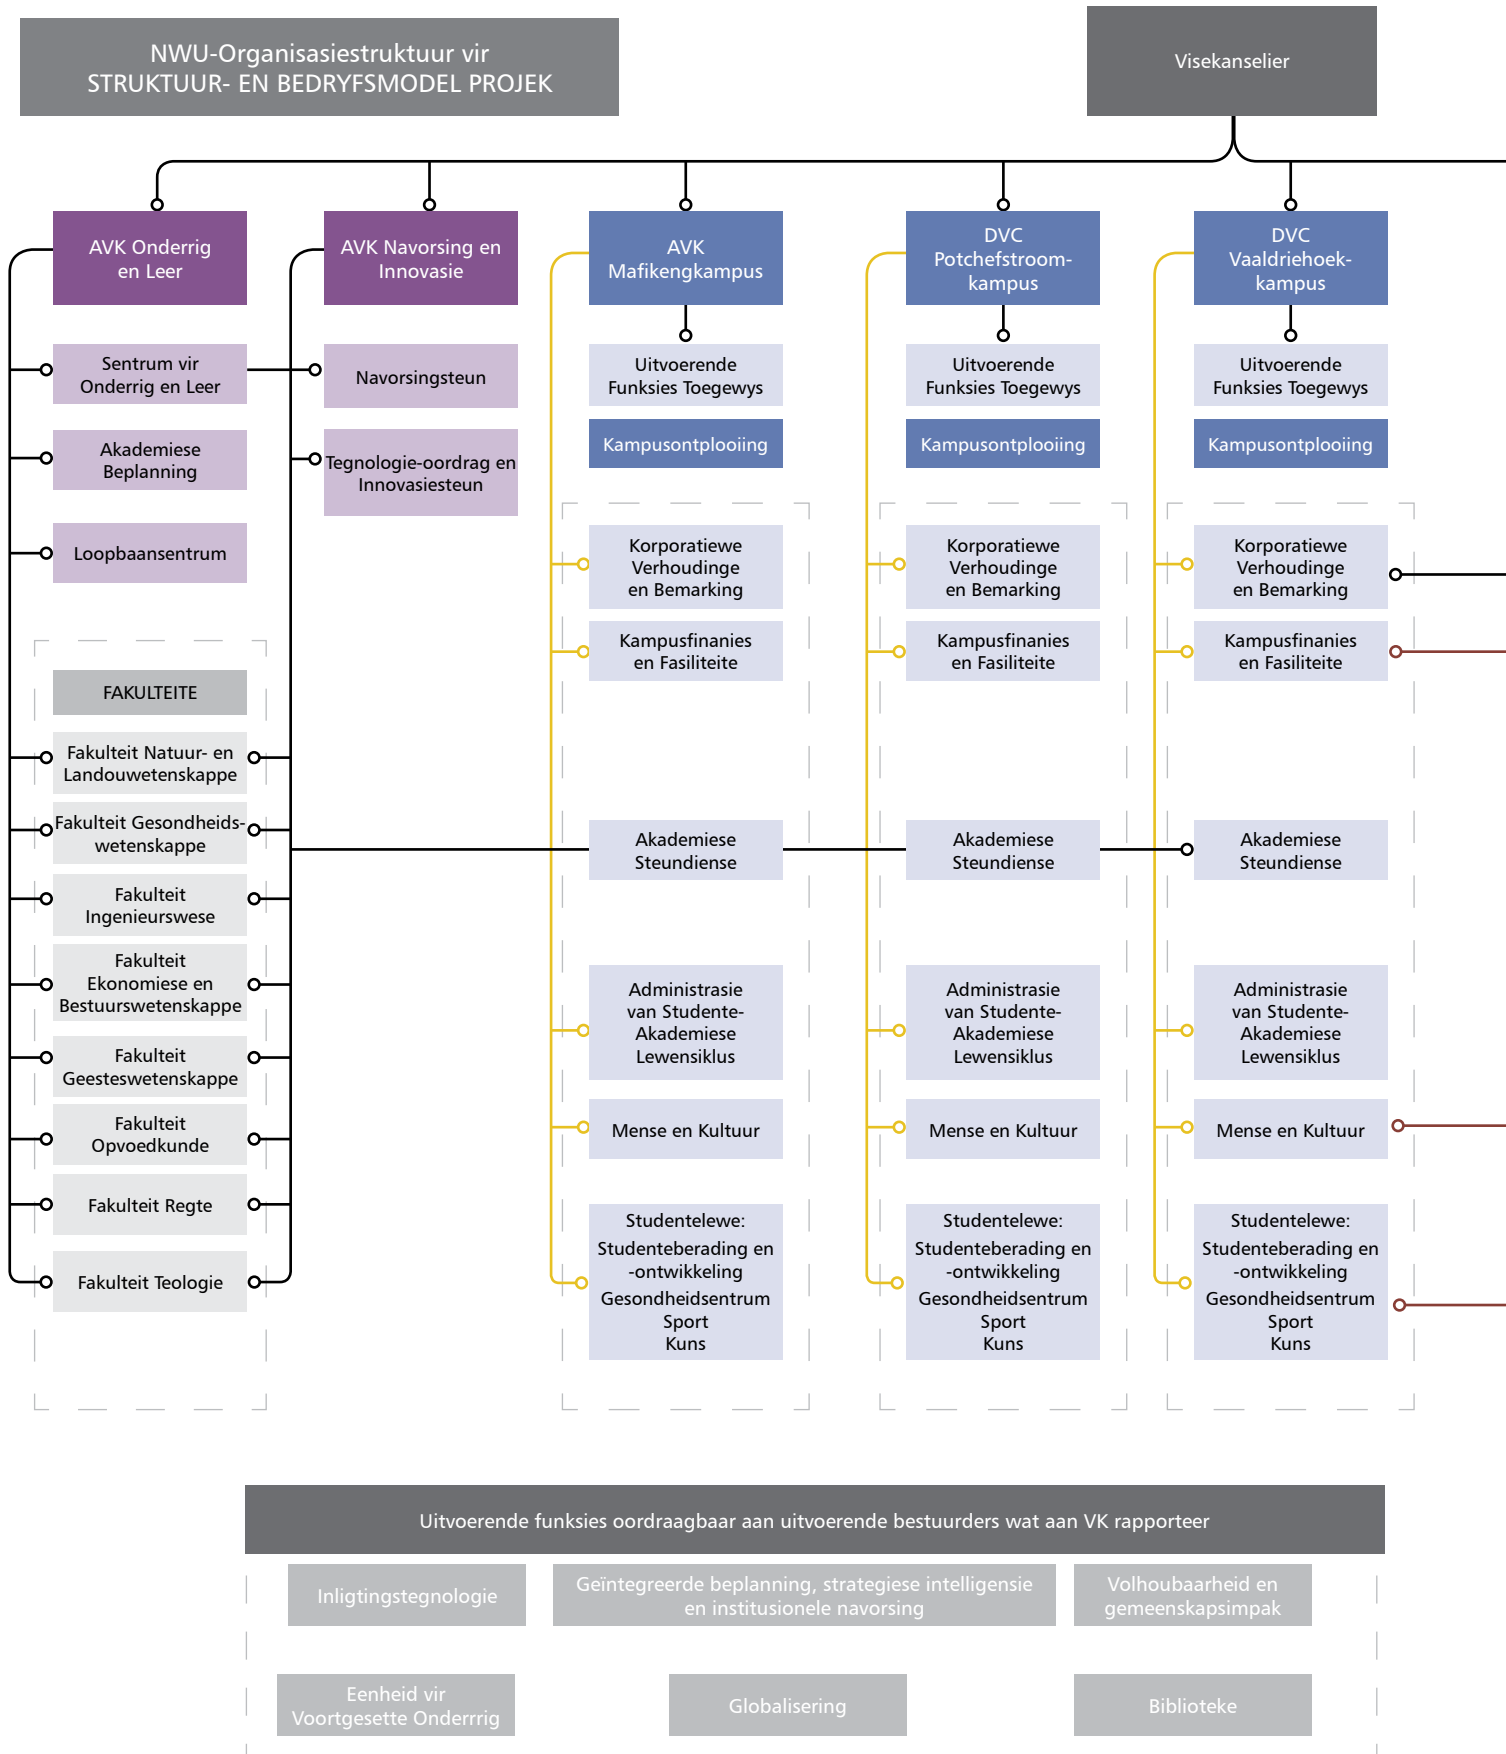 NWU-Organisasiestruktuur vir
STRUKTUUR- EN BEDRYFSMODEL PROJEK
Visekanselier
AVK Onderrig
en Leer
AVK Navorsing en
Innovasie
AVK
Mafikengkampus
DVC
Potchefstroom-
kampus
DVC
Vaaldriehoek-
kampus
Sentrum vir
Onderrig en Leer
Akademiese
Beplanning
Loopbaansentrum
Navorsingsteun
Tegnologie-oordrag en
Innovasiesteun
Uitvoerende
Funksies Toegewys
Kampusontplooiing
Uitvoerende
Funksies Toegewys
Kampusontplooiing
Uitvoerende
Funksies Toegewys
Kampusontplooiing
FAKULTEITE
Fakulteit Natuur- en
Landouwetenskappe
Fakulteit Gesondheids-
wetenskappe
Fakulteit
Ingenieurswese
Fakulteit
Ekonomiese en
Bestuurswetenskappe
Fakulteit
Geesteswetenskappe
Fakulteit
Opvoedkunde
Fakulteit Regte
Fakulteit Teologie
Korporatiewe
Verhoudinge
en Bemarking
Kampusfinanies
en Fasiliteite
Akademiese
Steundiense
Administrasie
van Studente-
Akademiese
Lewensiklus
Mense en Kultuur
Studentelewe:
Studenteberading en
-ontwikkeling
Gesondheidsentrum
Sport
Kuns
Korporatiewe
Verhoudinge
en Bemarking
Kampusfinanies
en Fasiliteite
Akademiese
Steundiense
Administrasie
van Studente-
Akademiese
Lewensiklus
Mense en Kultuur
Studentelewe:
Studenteberading en
-ontwikkeling
Gesondheidsentrum
Sport
Kuns
Korporatiewe
Verhoudinge
en Bemarking
Kampusfinanies
en Fasiliteite
Akademiese
Steundiense
Administrasie
van Studente-
Akademiese
Lewensiklus
Mense en Kultuur
Studentelewe:
Studenteberading en
-ontwikkeling
Gesondheidsentrum
Sport
Kuns
Uitvoerende funksies oordraagbaar aan uitvoerende bestuurders wat aan VK rapporteer
Inligtingstegnologie
Geïntegreerde beplanning, strategiese intelligensie
en institusionele navorsing
Volhoubaarheid en
gemeenskapsimpak
Eenheid vir
Voortgesette Onderrrig
Globalisering
Biblioteke